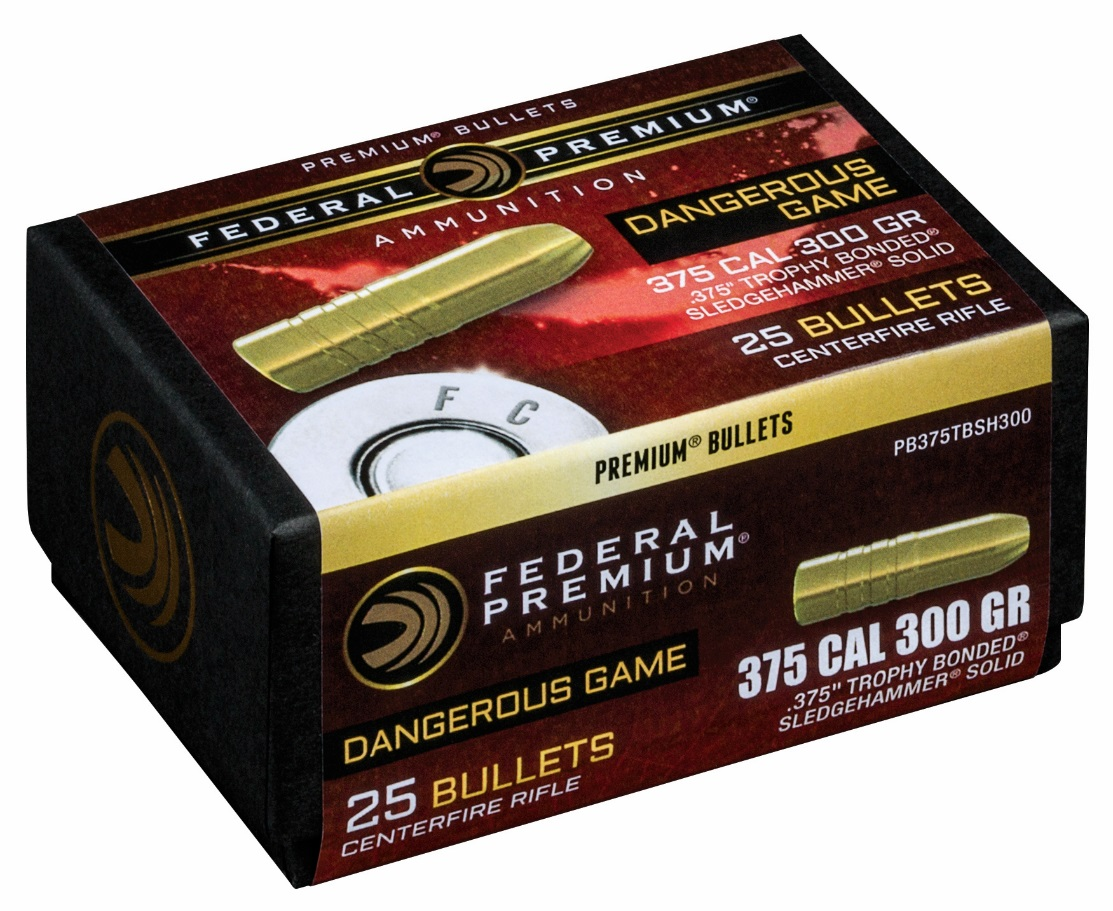 PREMIUM® BULLETS
FEDERAL PREMIUM®
AMMUNITION
DANGEROUS
GAME
375 CAL 300 GR
.375" TROPHY BONDED®
SLEDGEHAMMER® SOLID
25 BULLETS
CENTERFIRE RIFLE
F C
PREMIUM® BULLETS
PB375TBSH300
FEDERAL
PREMIUM®
AMMUNITION
DANGEROUS GAME
25 BULLETS
CENTERFIRE RIFLE
375 CAL 300 GR
.375" TROPHY BONDED®
SLEDGEHAMMER® SOLID